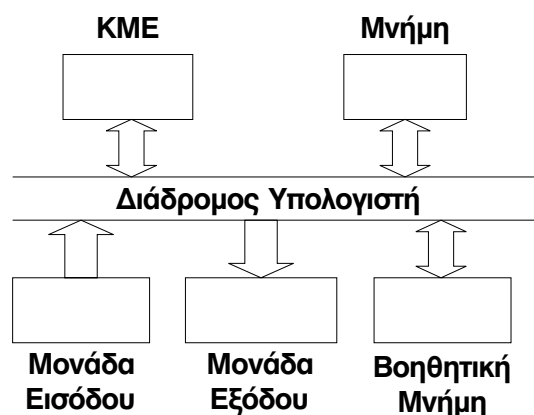 ΚΜΕ
Μνήμη
Διάδρομος Υπολογιστή
Μονάδα
Εισόδου
Μονάδα
Εξόδου
Βοηθητική
Μνήμη